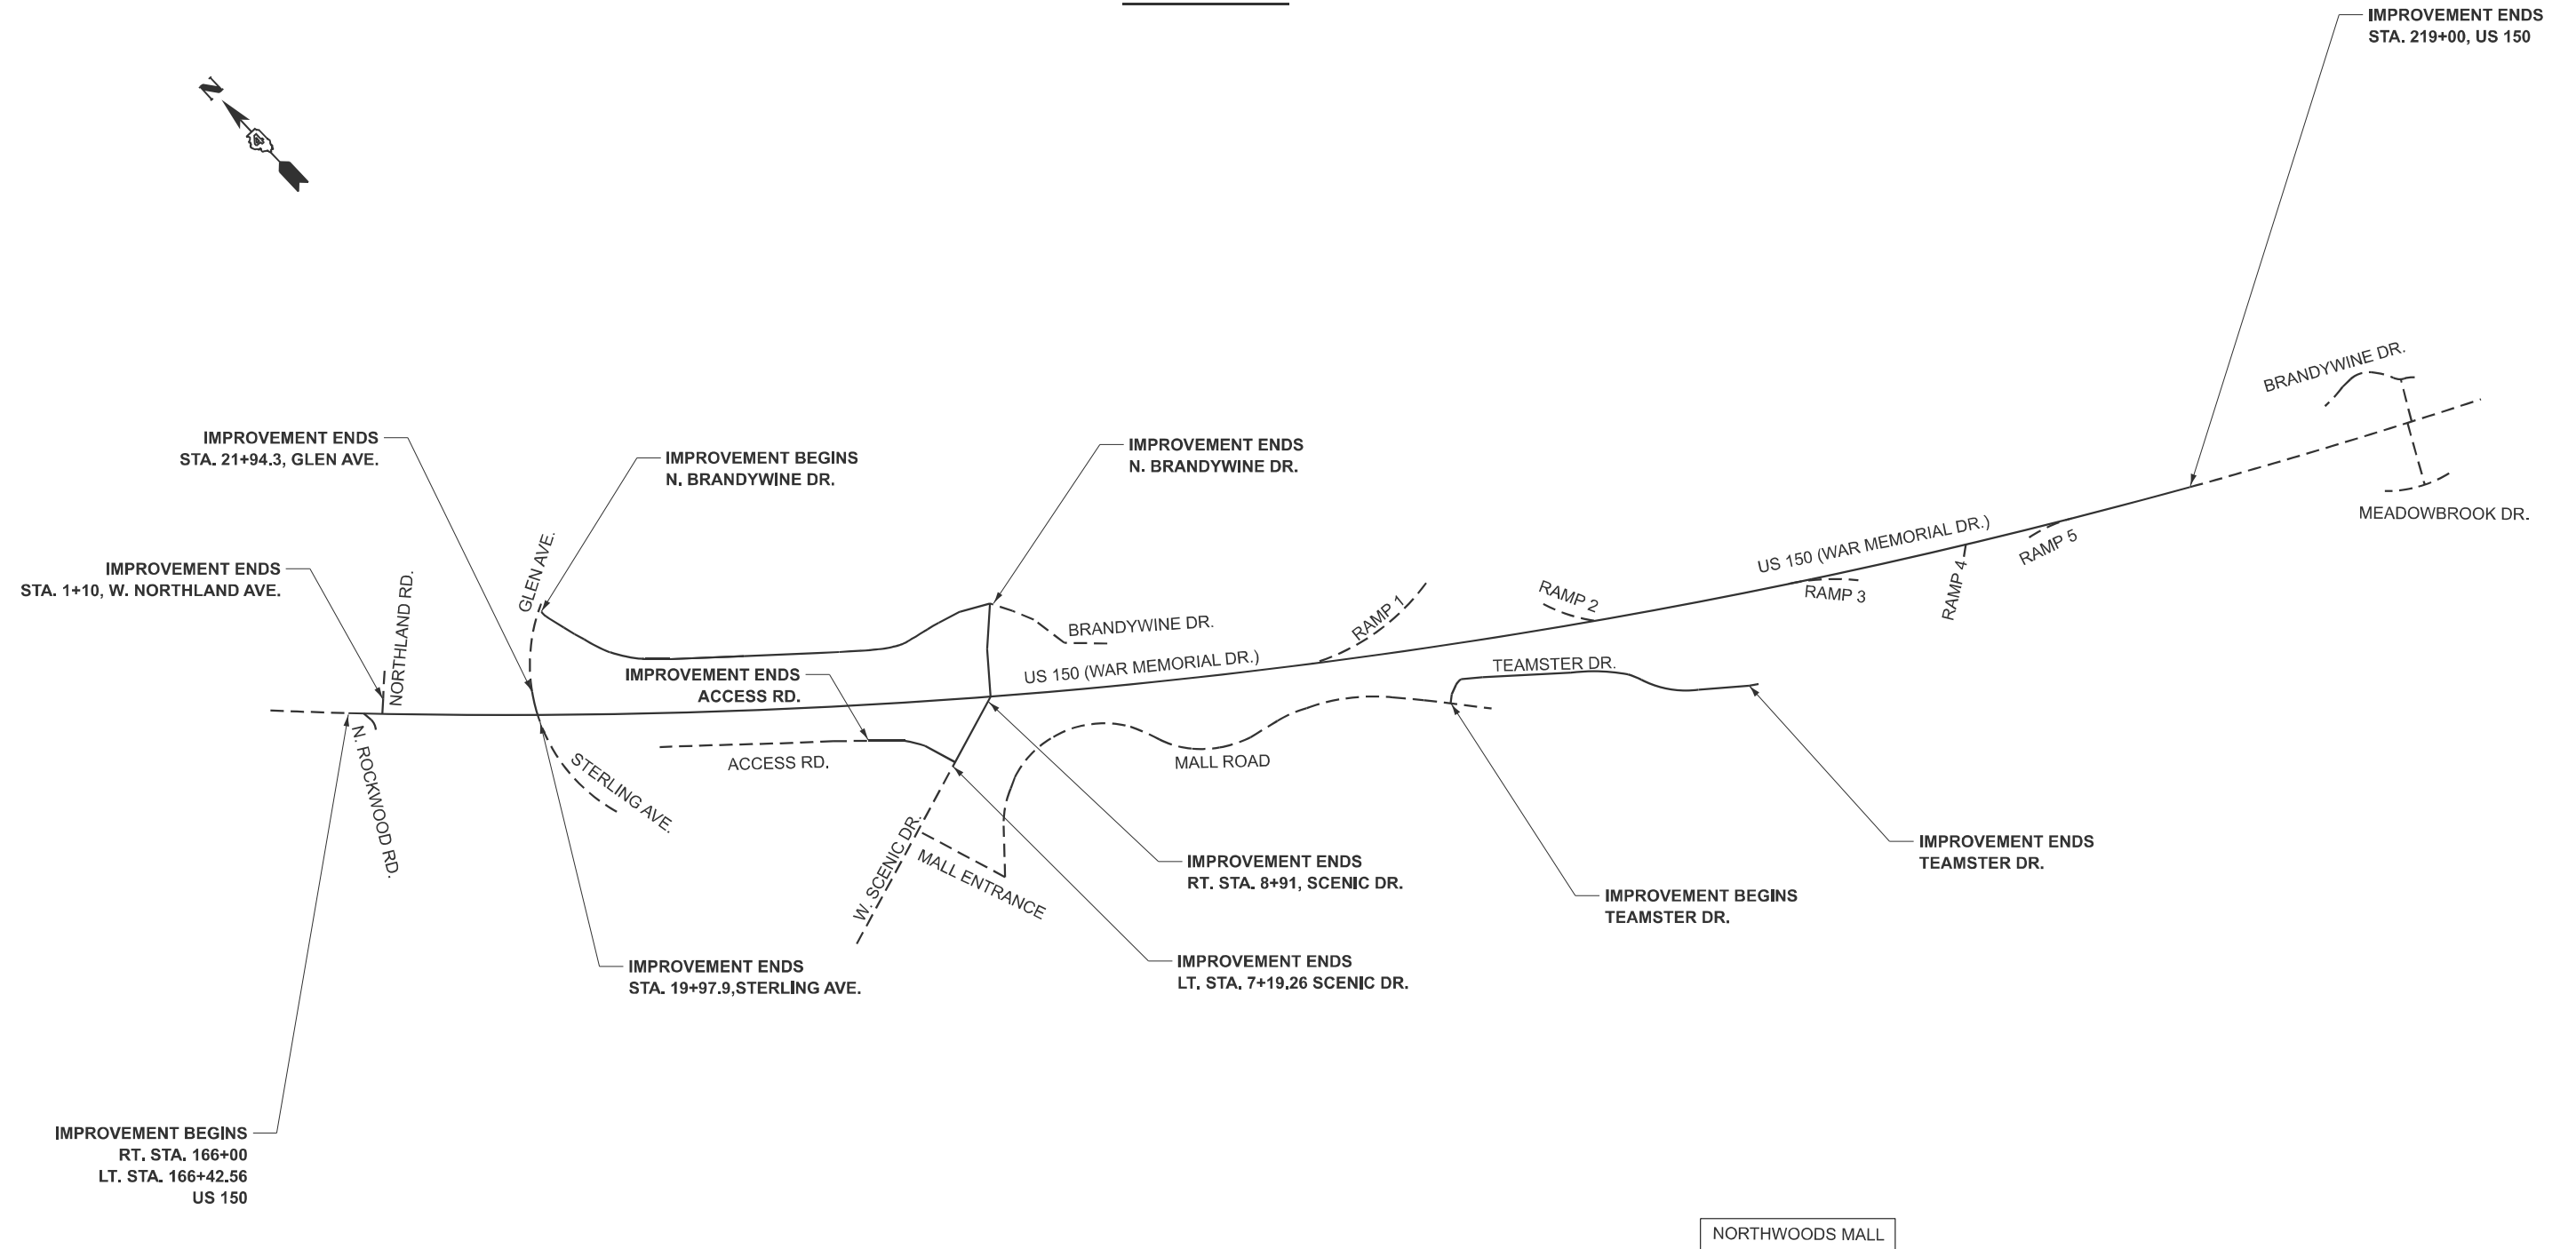 IMPROVEMENT ENDS
STA. 219+00, US 150
N
4
BRANDYWINE DR.
IMPROVEMENT ENDS
STA. 21+94.3, GLEN AVE.
IMPROVEMENT BEGINS
N. BRANDYWINE DR.
IMPROVEMENT ENDS
N. BRANDYWINE DR.
MEADOWBROOK DR.
US 150 (WAR MEMORIAL DR.)
RAMP 5
GLEN AVE.
IMPROVEMENT ENDS
STA. 1+10, W. NORTHLAND AVE.
NORTHLAND RD.
RAMP 4
RAMP 3
RAMP 2
RAMP 1
BRANDYWINE DR.
US 150 (WAR MEMORIAL DR.)
TEAMSTER DR.
IMPROVEMENT ENDS
ACCESS RD.
N. ROCKWOOD RD.
STERLING AVE.
ACCESS RD.
MALL ROAD
W. SCENIC DR.
MALL ENTRANCE
IMPROVEMENT ENDS
TEAMSTER DR.
IMPROVEMENT ENDS
RT. STA. 8+91, SCENIC DR.
IMPROVEMENT BEGINS
TEAMSTER DR.
IMPROVEMENT ENDS
STA. 19+97.9,STERLING AVE.
IMPROVEMENT ENDS
LT. STA. 7+19.26 SCENIC DR.
IMPROVEMENT BEGINS
RT. STA. 166+00
LT. STA. 166+42.56
US 150
NORTHWOODS MALL